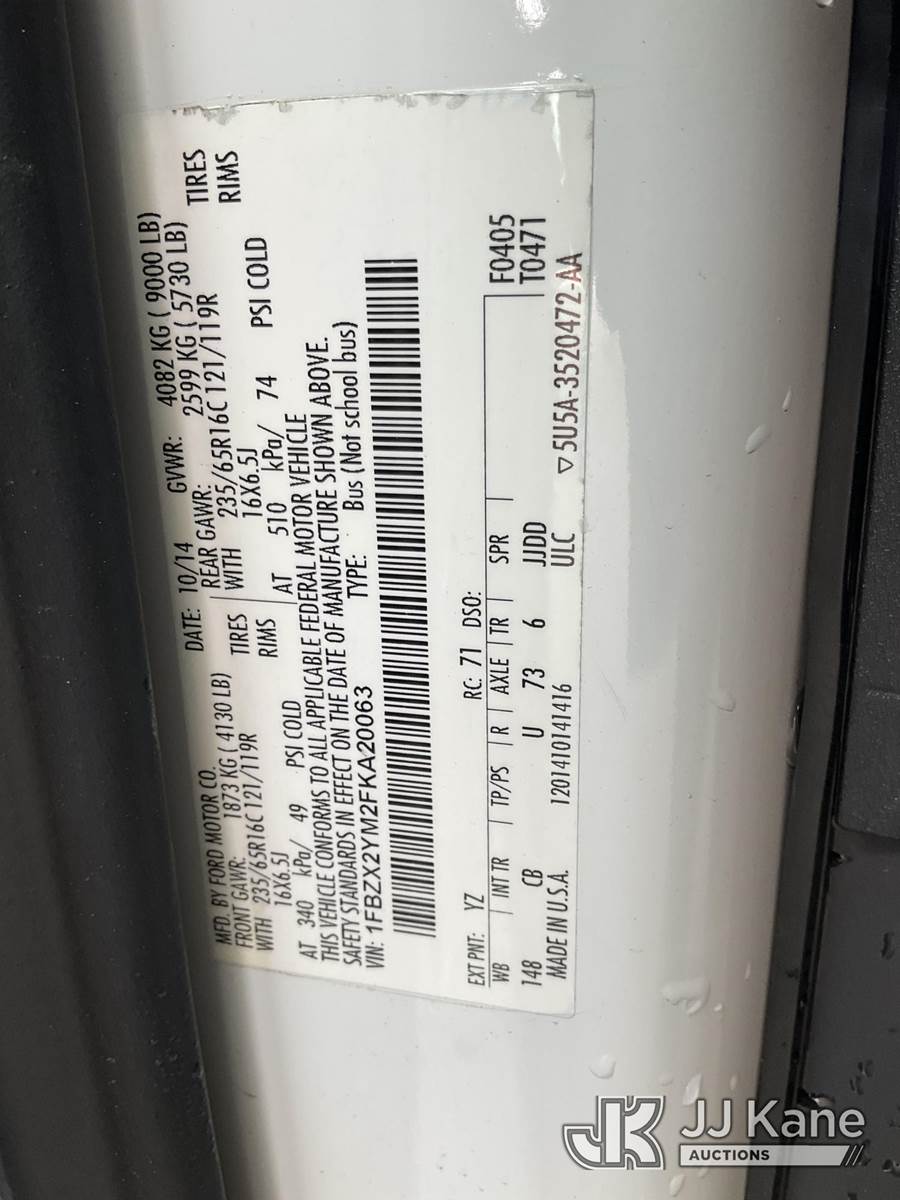 MFD. BY FORD MOTOR CO.
DATE: 10/14 GVWR: 4082 KG ( 9000 LB)
FRONT GAWR: 1873 KG ( 4130 LB) REAR GAWR: 2599 KG ( 5730 LB)
WITH 235/65R16C 121/119R TIRES WITH 235/65R16C 121/119R TIRES
16X6.5J RIMS 16X6.5J RIMS
AT 340 kPa/ 49 PSI COLD AT 510 kPa/ 74 PSI COLD
THIS VEHICLE CONFORMS TO ALL APPLICABLE FEDERAL MOTOR VEHICLE
SAFETY STANDARDS IN EFFECT ON THE DATE OF MANUFACTURE SHOWN ABOVE.
VIN: 1FBZX2YM2FKA20063 TYPE: Bus (Not school bus)
EXT PNT: YZ RC: 71 DSO:
WB INT TR TP/PS R AXLE TR SPR F0405
148 CB U 73 6 JJDD T0471
MADE IN U.S.A. 120141014 1416 ULC ▽5U5A-3520472-AA
JK JJ Kane
AUCTIONS